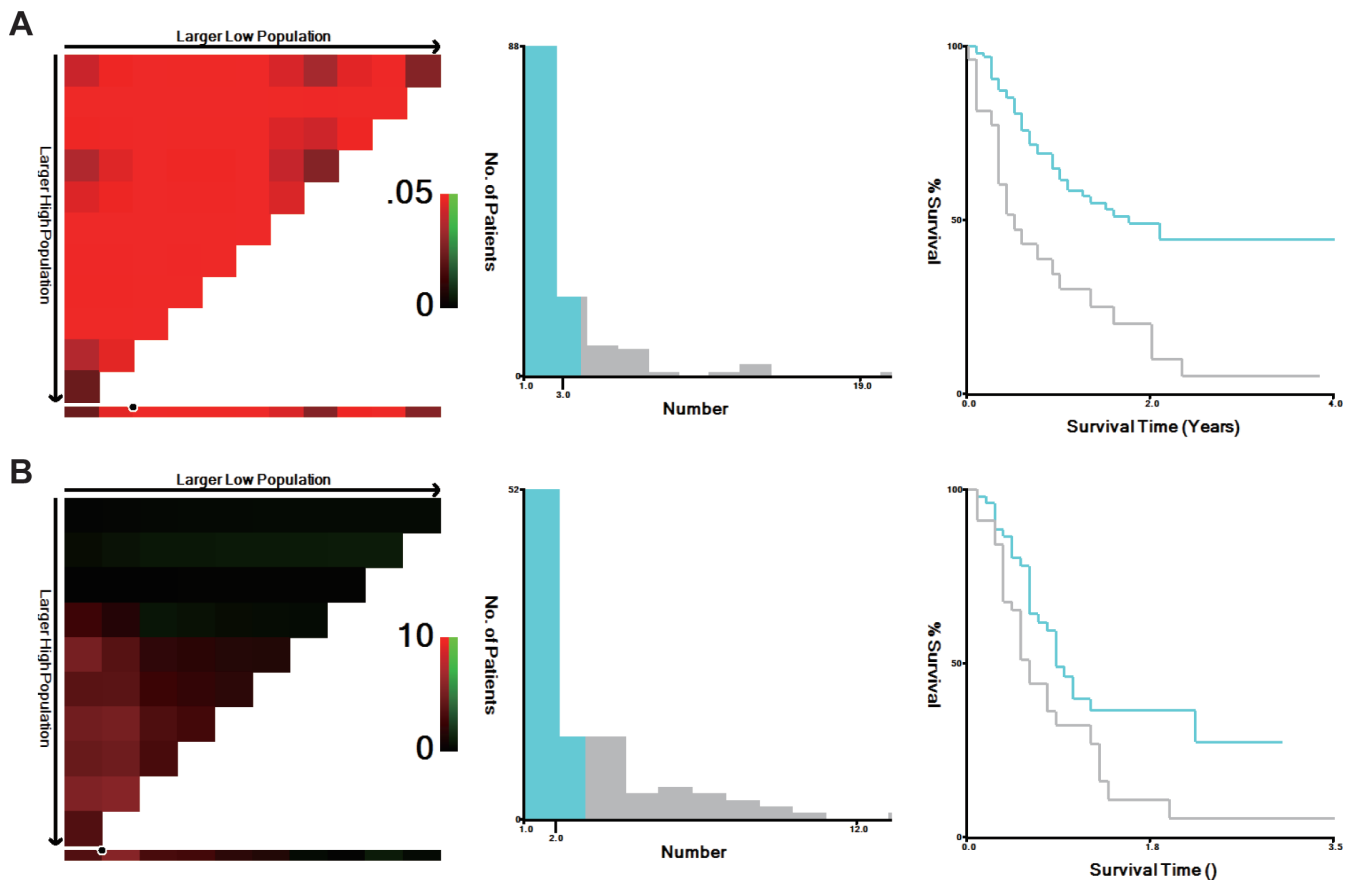 A
Larger Low Population
Larger High Population
.05
0
88
No. of Patients
0
1.0
3.0
19.0
Number
100
% Survival
50
0
0.0
2.0
4.0
Survival Time (Years)
B
Larger Low Population
Larger High Population
10
0
52
No. of Patients
0
1.0
2.0
12.0
Number
100
% Survival
50
0
0.0
1.8
3.5
Survival Time ()